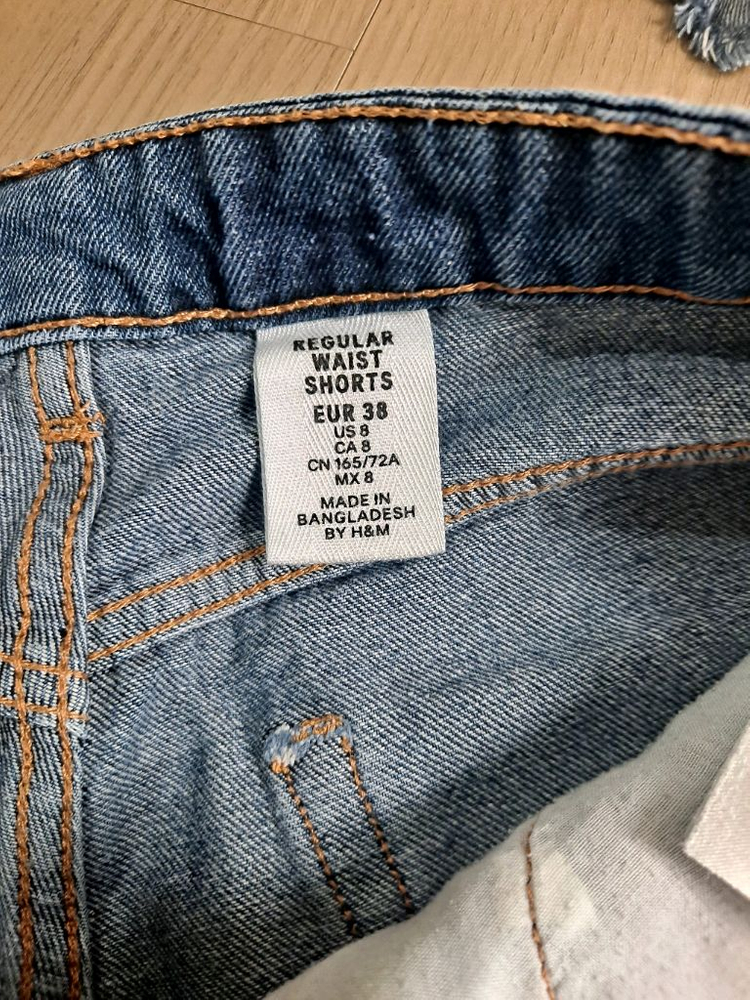 REGULAR
WAIST
SHORTS
EUR 38
US 8
CA 8
CN 165/72A
MX 8
MADE IN
BANGLADESH
BY H&M